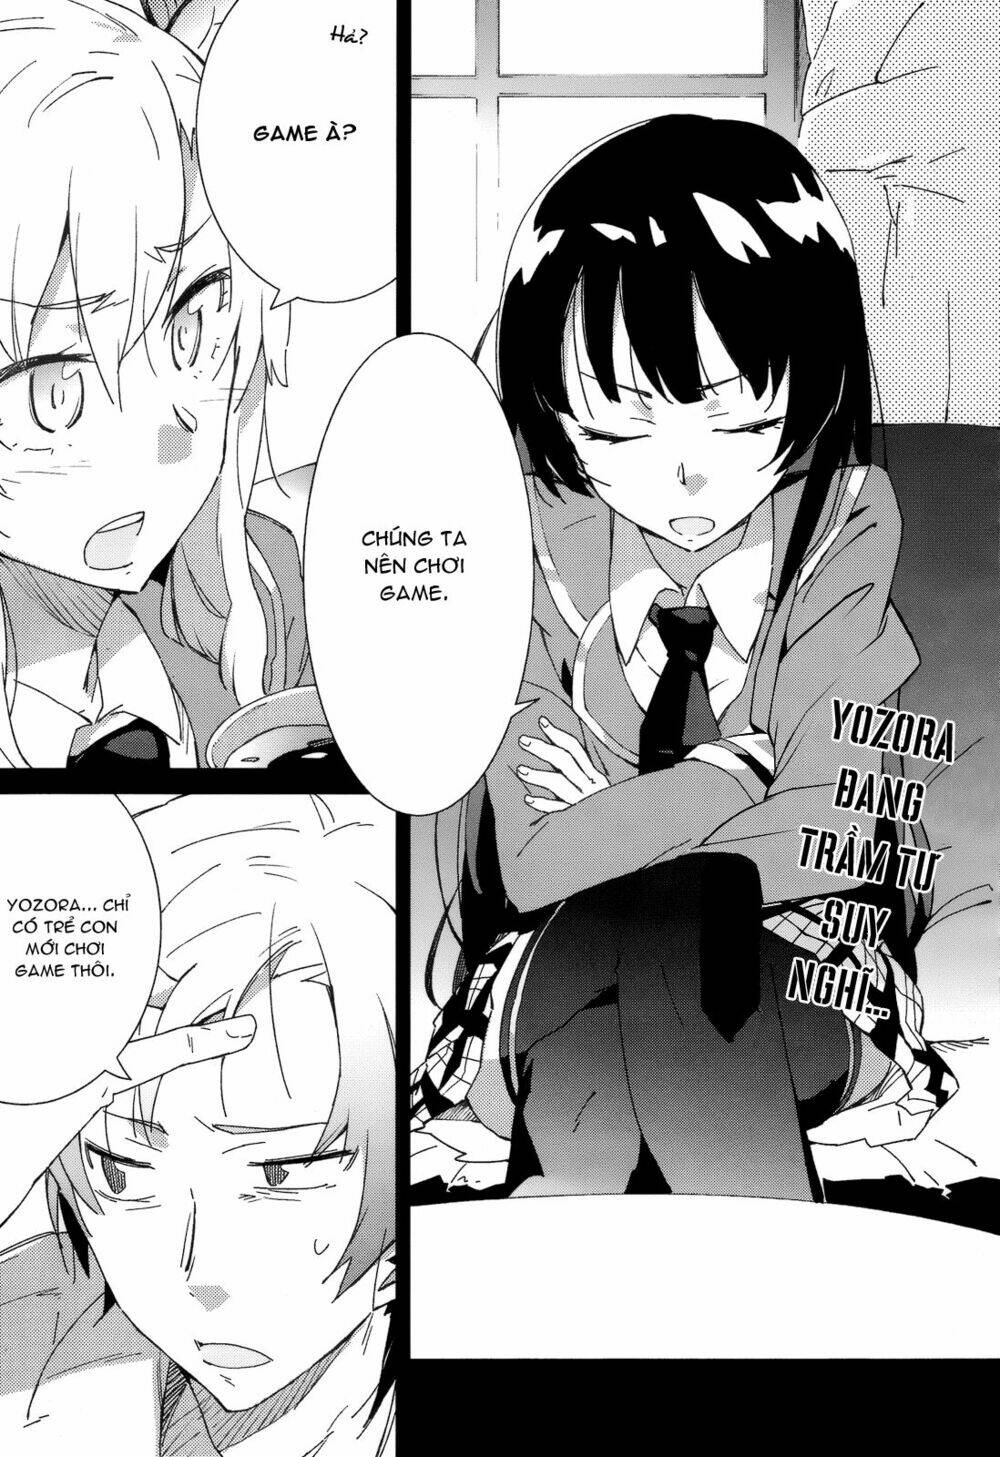 CHÚNG TA
NÊN CHƠI
GAME.
YOZORA
ĐANG
TRẦM TƯ
SUY
NGHĨ...
Hả?
GAME À?
YOZORA... CHỈ
CÓ TRẺ CON
MỚI CHƠI
GAME THÔI.